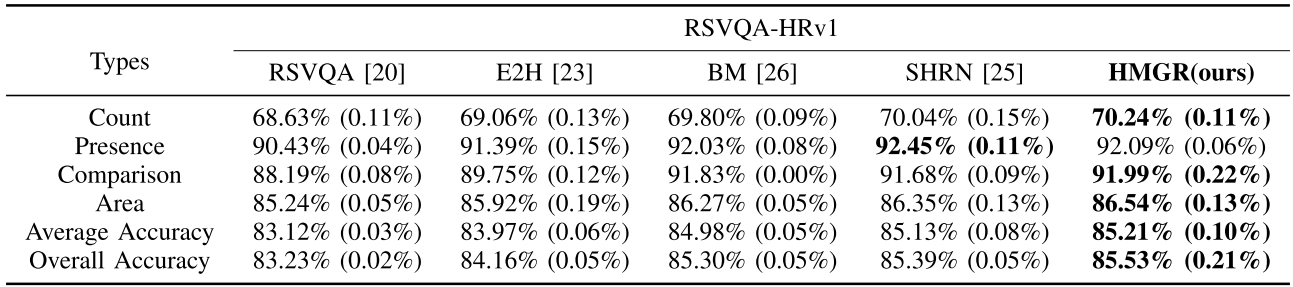 RSVQA-HRv1
Types
RSVQA [20] E2H [23] BM [26] SHRN [25] HMGR(ours)
Count 68.63% (0.11%) 69.06% (0.13%) 69.80% (0.09%) 70.04% (0.15%) 70.24% (0.11%)
Presence 90.43% (0.04%) 91.39% (0.15%) 92.03% (0.08%) 92.45% (0.11%) 92.09% (0.06%)
Comparison 88.19% (0.08%) 89.75% (0.12%) 91.83% (0.00%) 91.68% (0.09%) 91.99% (0.22%)
Area 85.24% (0.05%) 85.92% (0.19%) 86.27% (0.05%) 86.35% (0.13%) 86.54% (0.13%)
Average Accuracy 83.12% (0.03%) 83.97% (0.06%) 84.98% (0.05%) 85.13% (0.08%) 85.21% (0.10%)
Overall Accuracy 83.23% (0.02%) 84.16% (0.05%) 85.30% (0.05%) 85.39% (0.05%) 85.53% (0.21%)